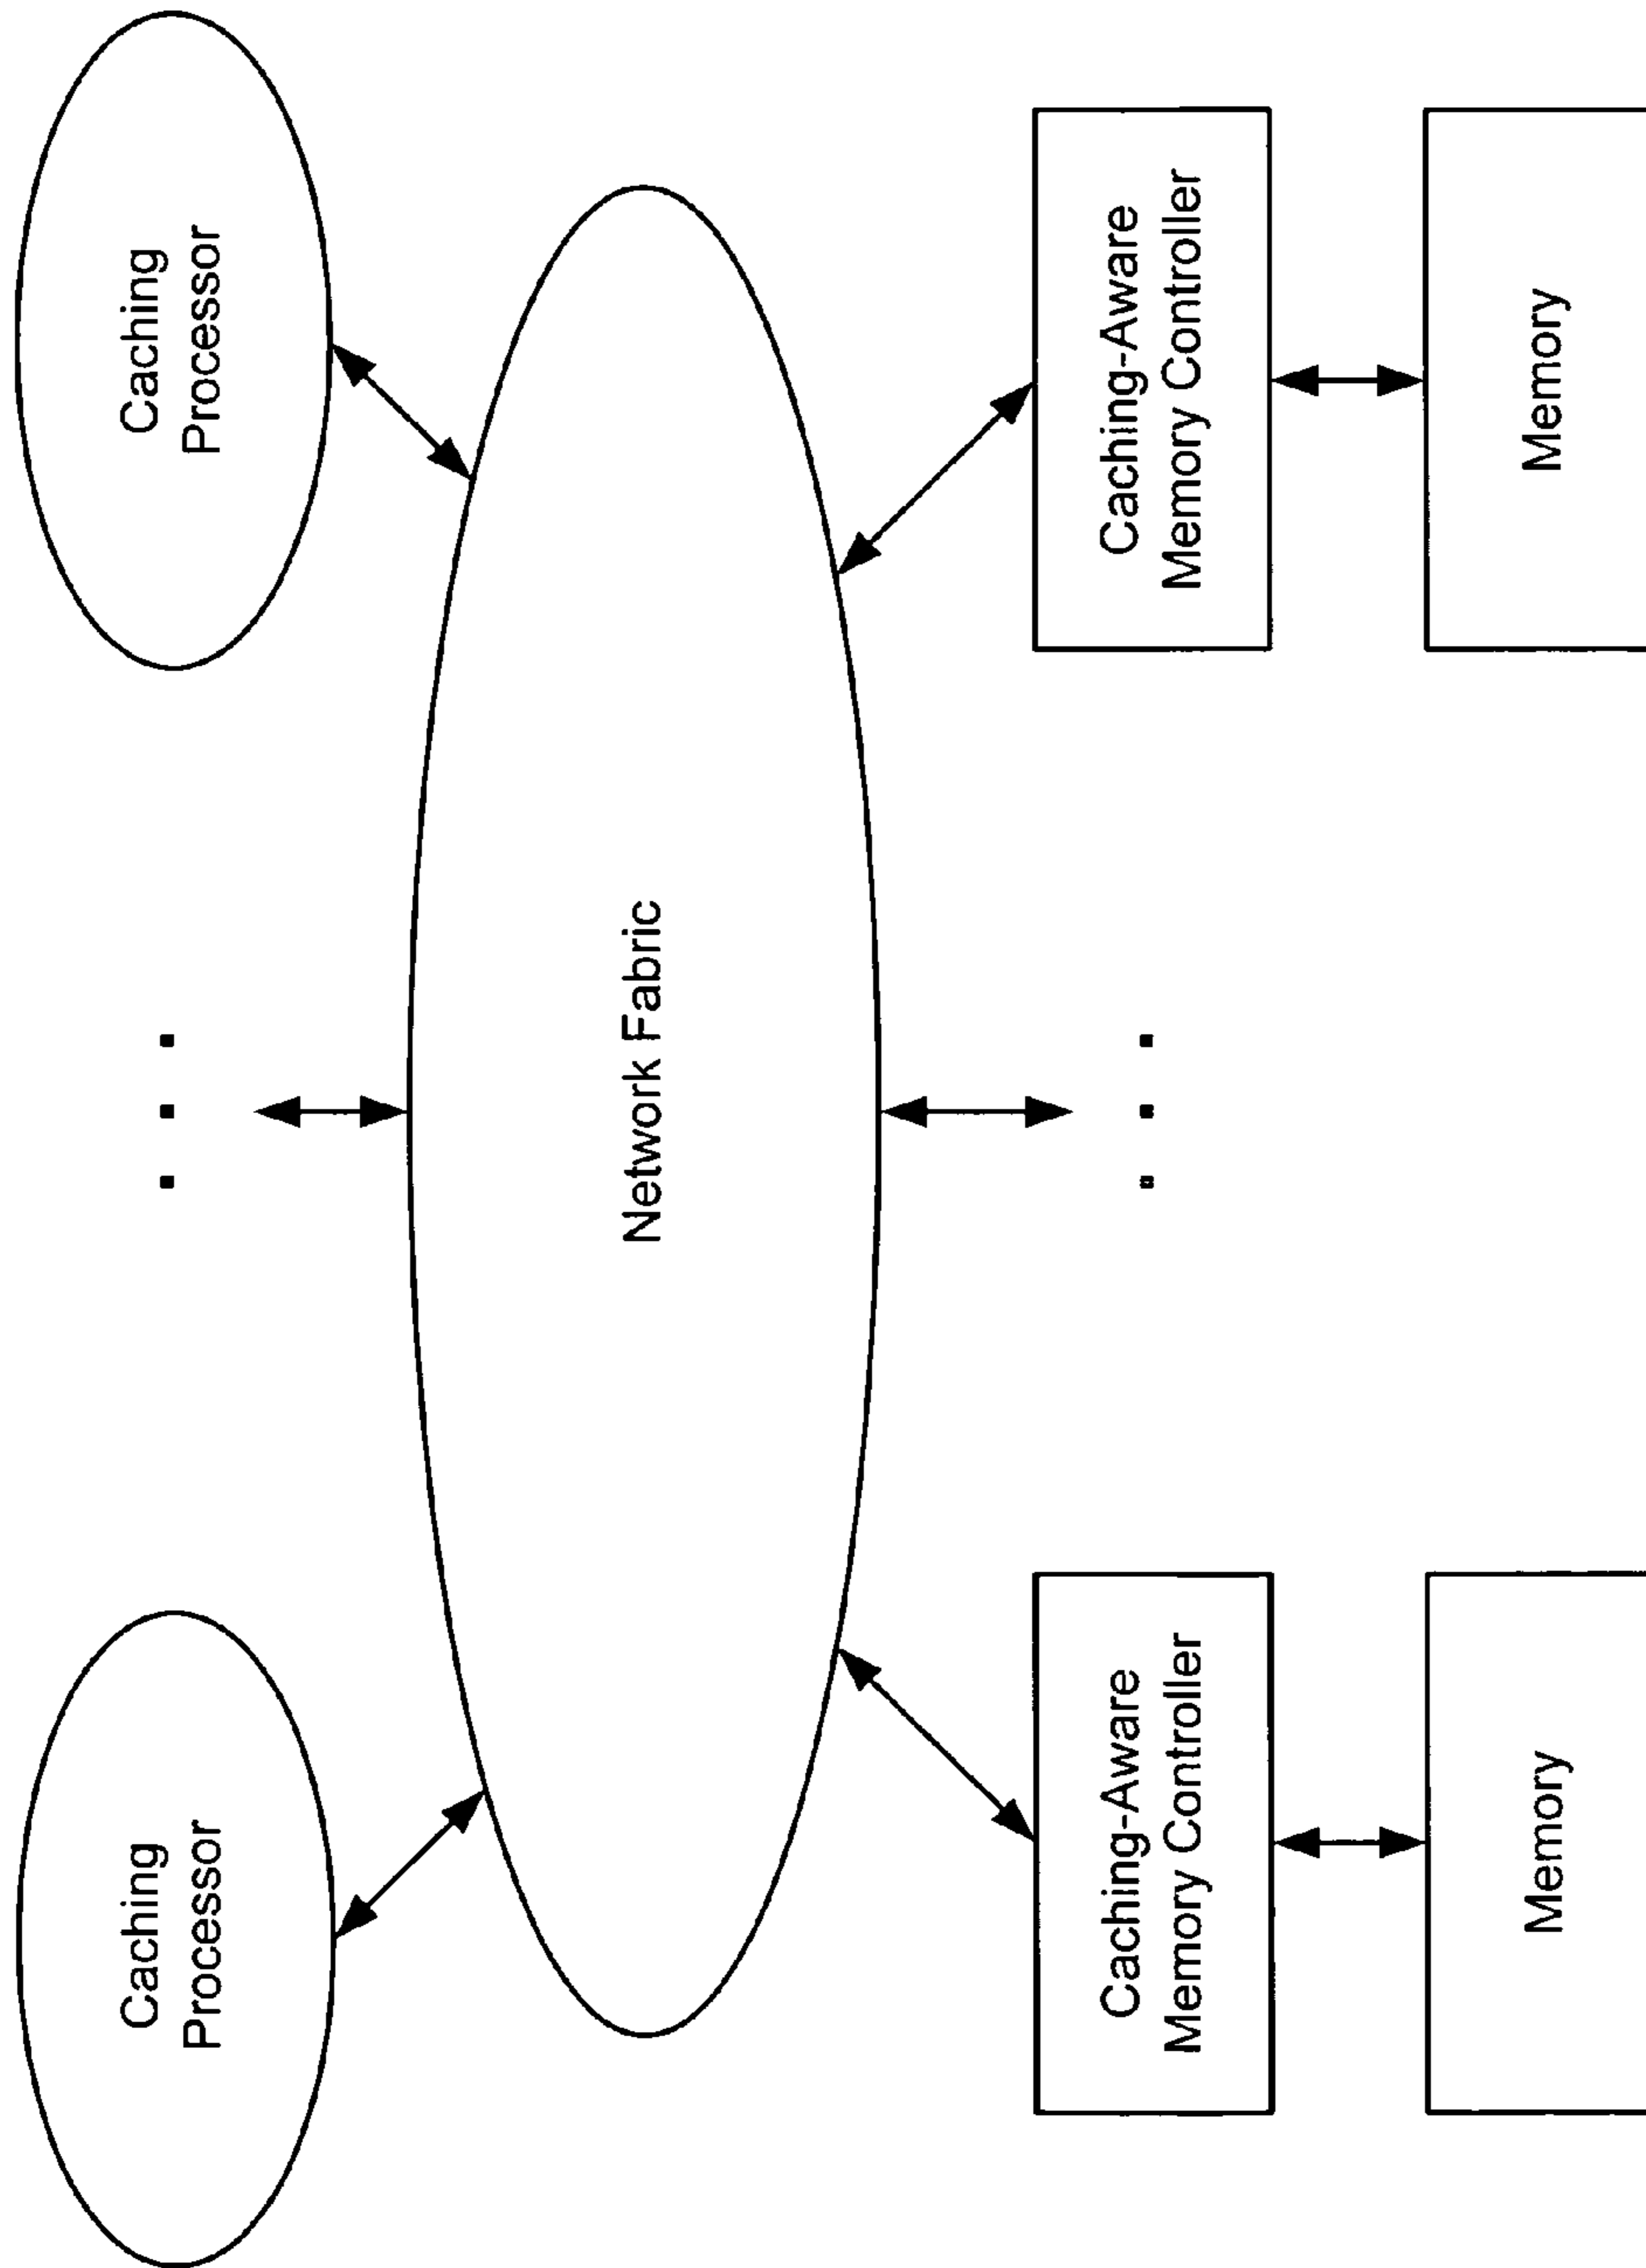 Caching
Processor
Caching
Processor
Network Fabric
Caching-Aware
Memory Controller
Caching-Aware
Memory Controller
Memory
Memory